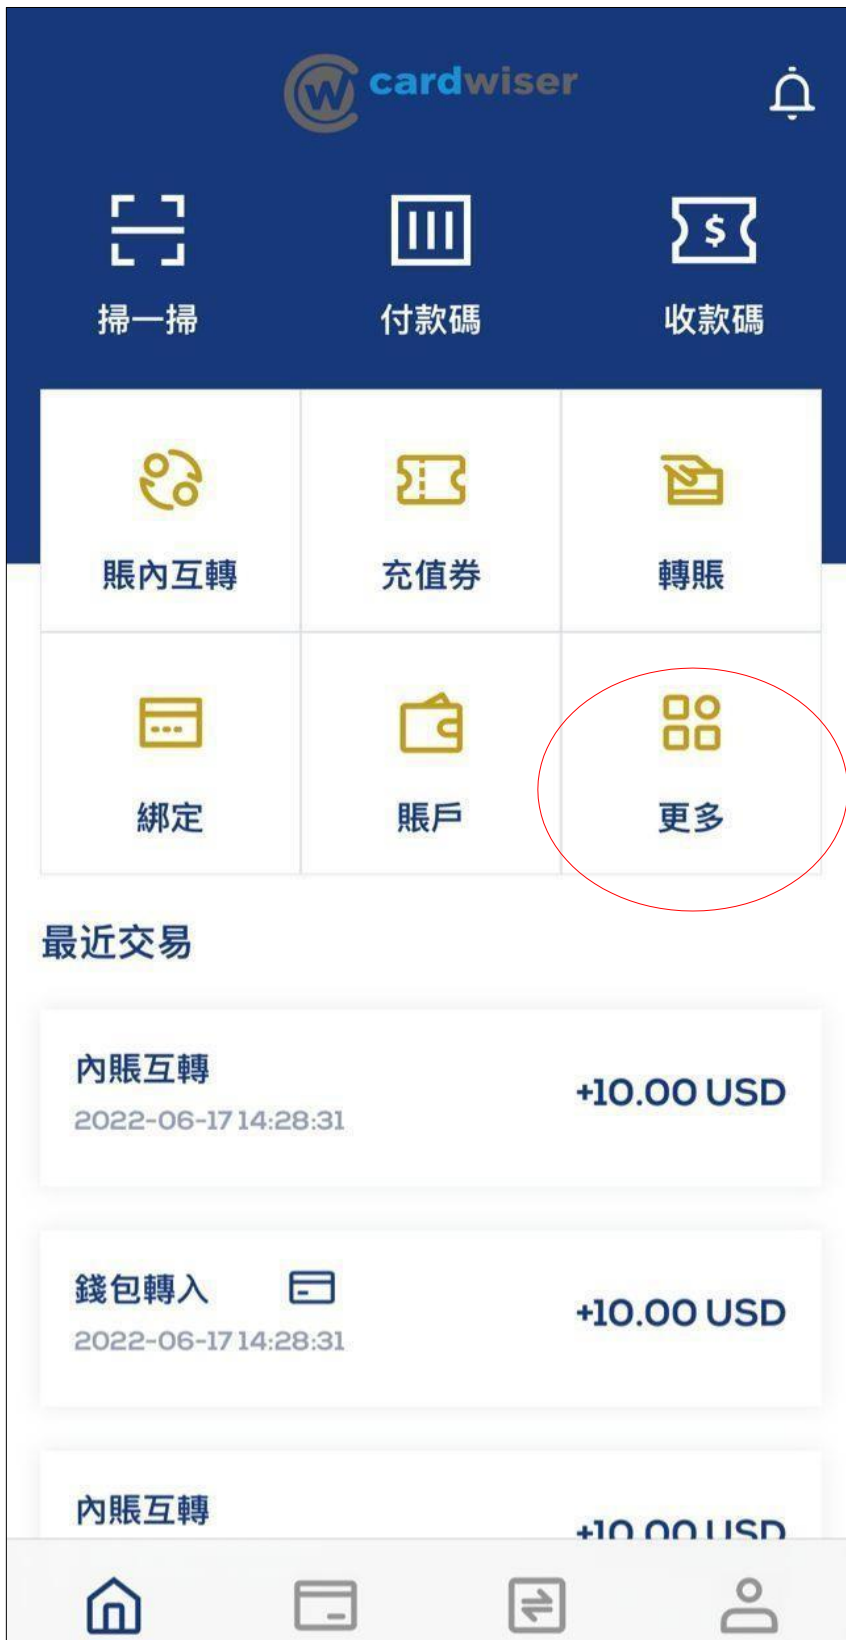 cardwiser
掃一掃 付款碼 收款碼
賬內互轉 充值券 轉賬
綁定 賬戶 更多
最近交易
內賬互轉
+10.00 USD
2022-06-17 14:28:31
錢包轉入
+10.00 USD
2022-06-17 14:28:31
內賬互轉
+10.00 USD